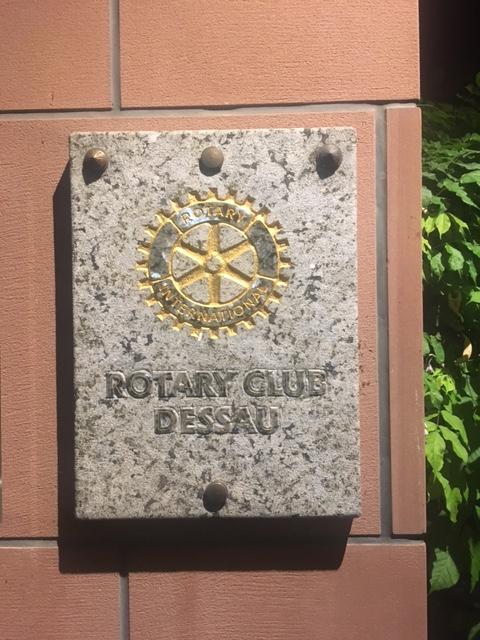 ROTARY
INTERNATIONAL
ROTARY CLUB
DESSAU